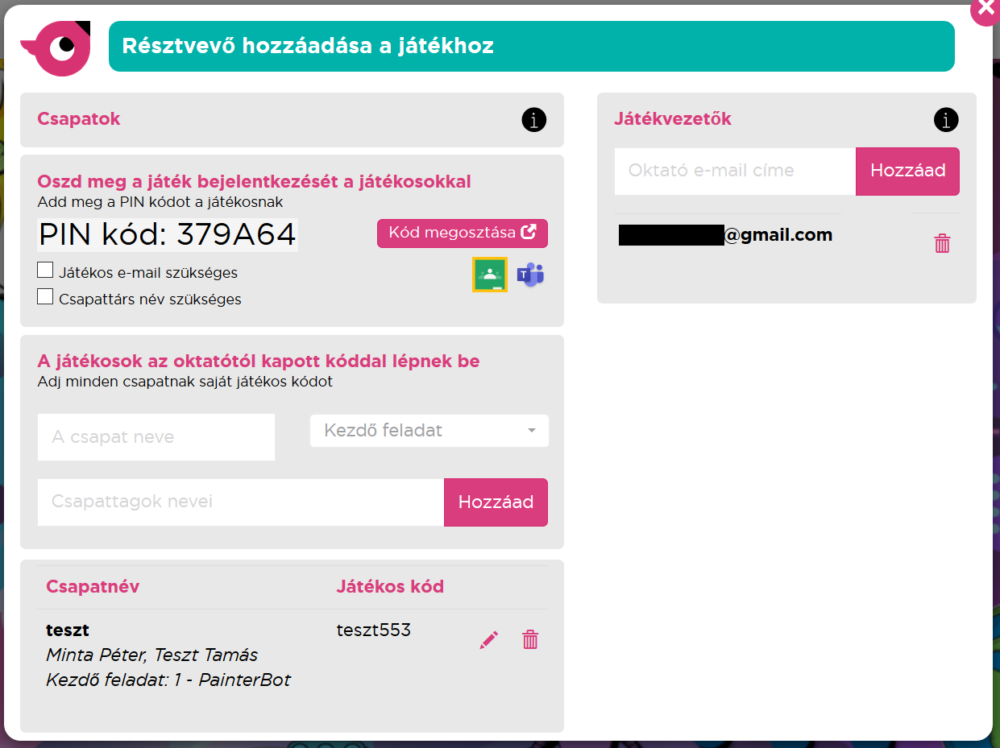 Résztvevő hozzáadása a játékhoz
Csapatok
Oszd meg a játék bejelentkezését a játékosokkal
Add meg a PIN kódot a játékosnak
PIN kód: 379A64
Kód megosztása
Játékos e-mail szükséges
Csapattárs név szükséges
A játékosok az oktatótól kapott kóddal lépnek be
Adj minden csapatnak saját játékos kódot
A csapat neve
Kezdő feladat
Csapattagok nevei
Hozzáad
Csapatnév
Játékos kód
teszt
teszt553
Minta Péter, Teszt Tamás
Kezdő feladat: 1 - PainterBot
Játékvezetők
Oktató e-mail címe
Hozzáad
@gmail.com